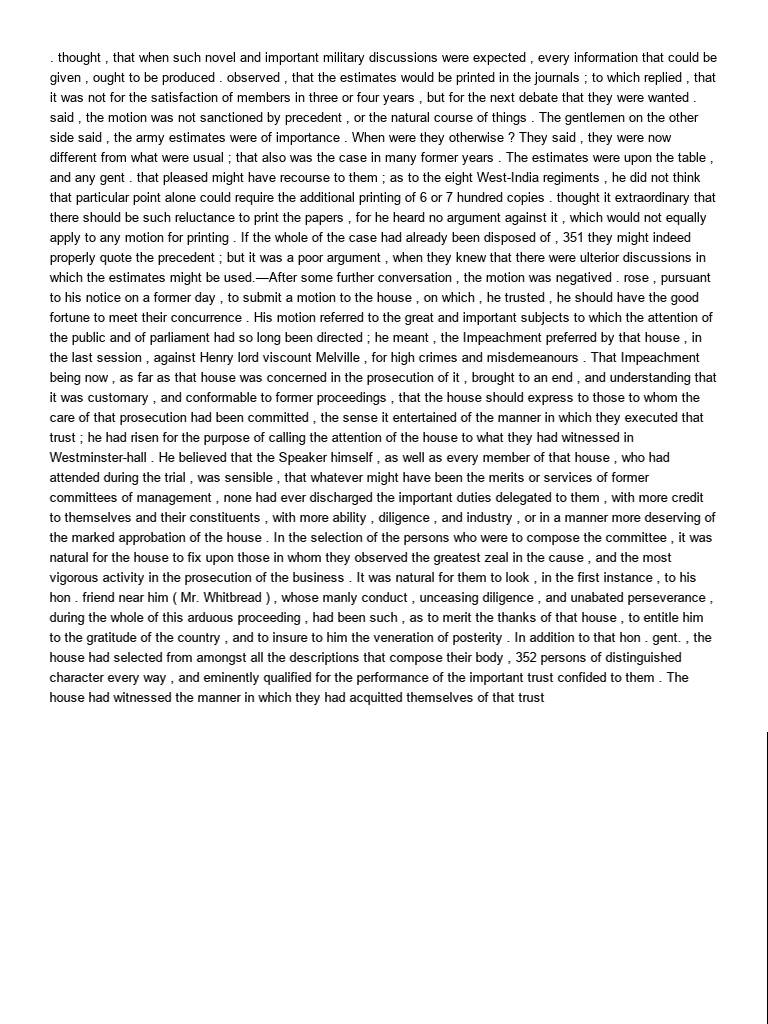 . thought , that when such novel and important military discussions were expected , every information that could be
given , ought to be produced . observed , that the estimates would be printed in the journals ; to which replied , that
it was not for the satisfaction of members in three or four years , but for the next debate that they were wanted .
said , the motion was not sanctioned by precedent , or the natural course of things . The gentlemen on the other
side said , the army estimates were of importance . When were they otherwise ? They said , they were now
different from what were usual ; that also was the case in many former years . The estimates were upon the table ,
and any gent . that pleased might have recourse to them ; as to the eight West-India regiments , he did not think
that particular point alone could require the additional printing of 6 or 7 hundred copies . thought it extraordinary that
there should be such reluctance to print the papers , for he heard no argument against it , which would not equally
apply to any motion for printing . If the whole of the case had already been disposed of , 351 they might indeed
properly quote the precedent ; but it was a poor argument , when they knew that there were ulterior discussions in
which the estimates might be used.—After some further conversation , the motion was negatived . rose , pursuant
to his notice on a former day , to submit a motion to the house , on which , he trusted , he should have the good
fortune to meet their concurrence . His motion referred to the great and important subjects to which the attention of
the public and of parliament had so long been directed ; he meant , the Impeachment preferred by that house , in
the last session , against Henry lord viscount Melville , for high crimes and misdemeanours . That Impeachment
being now , as far as that house was concerned in the prosecution of it , brought to an end , and understanding that
it was customary , and conformable to former proceedings , that the house should express to those to whom the
care of that prosecution had been committed , the sense it entertained of the manner in which they executed that
trust ; he had risen for the purpose of calling the attention of the house to what they had witnessed in
Westminster-hall . He believed that the Speaker himself , as well as every member of that house , who had
attended during the trial , was sensible , that whatever might have been the merits or services of former
committees of management , none had ever discharged the important duties delegated to them , with more credit
to themselves and their constituents , with more ability , diligence , and industry , or in a manner more deserving of
the marked approbation of the house . In the selection of the persons who were to compose the committee , it was
natural for the house to fix upon those in whom they observed the greatest zeal in the cause , and the most
vigorous activity in the prosecution of the business . It was natural for them to look , in the first instance , to his
hon . friend near him ( Mr. Whitbread ) , whose manly conduct , unceasing diligence , and unabated perseverance ,
during the whole of this arduous proceeding , had been such , as to merit the thanks of that house , to entitle him
to the gratitude of the country , and to insure to him the veneration of posterity . In addition to that hon . gent. , the
house had selected from amongst all the descriptions that compose their body , 352 persons of distinguished
character every way , and eminently qualified for the performance of the important trust confided to them . The
house had witnessed the manner in which they had acquitted themselves of that trust